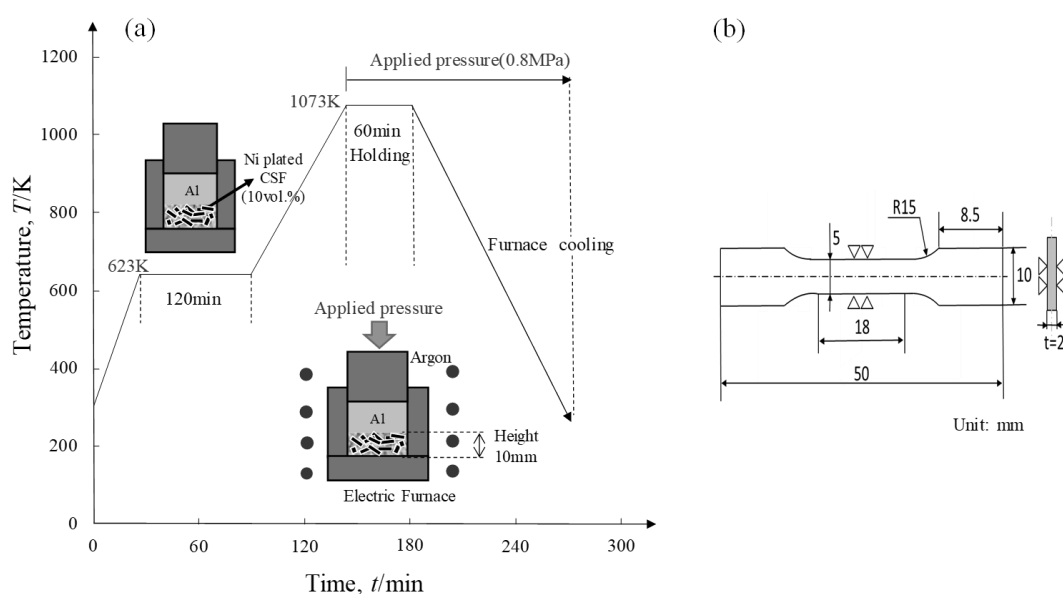 (a)
(b)
Temperature, T/K
1200
1000
800
600
400
200
0
0
60
120
180
240
300
Time, t/min
Applied pressure(0.8MPa)
1073K
60min
Holding
Ni plated
CSF
(10vol.%)
Al
623K
120min
Furnace cooling
Applied pressure
Argon
Al
Height
10mm
Electric Furnace
R15
8.5
5
10
18
t=2
50
Unit: mm